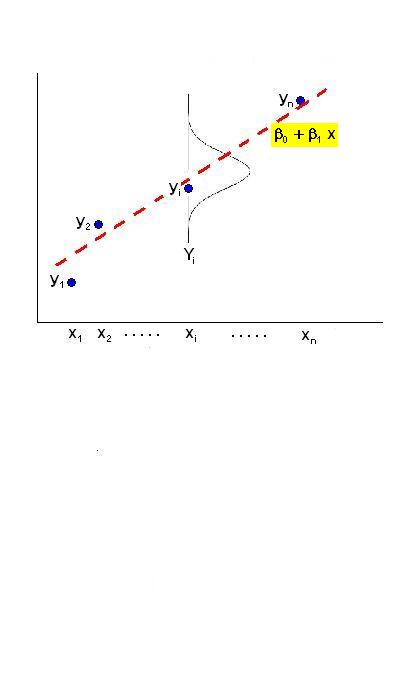 yₙ
β₀ + β₁ x
yᵢ
y₂
Yᵢ
y₁
x₁ x₂ ..... xᵢ ..... xₙ